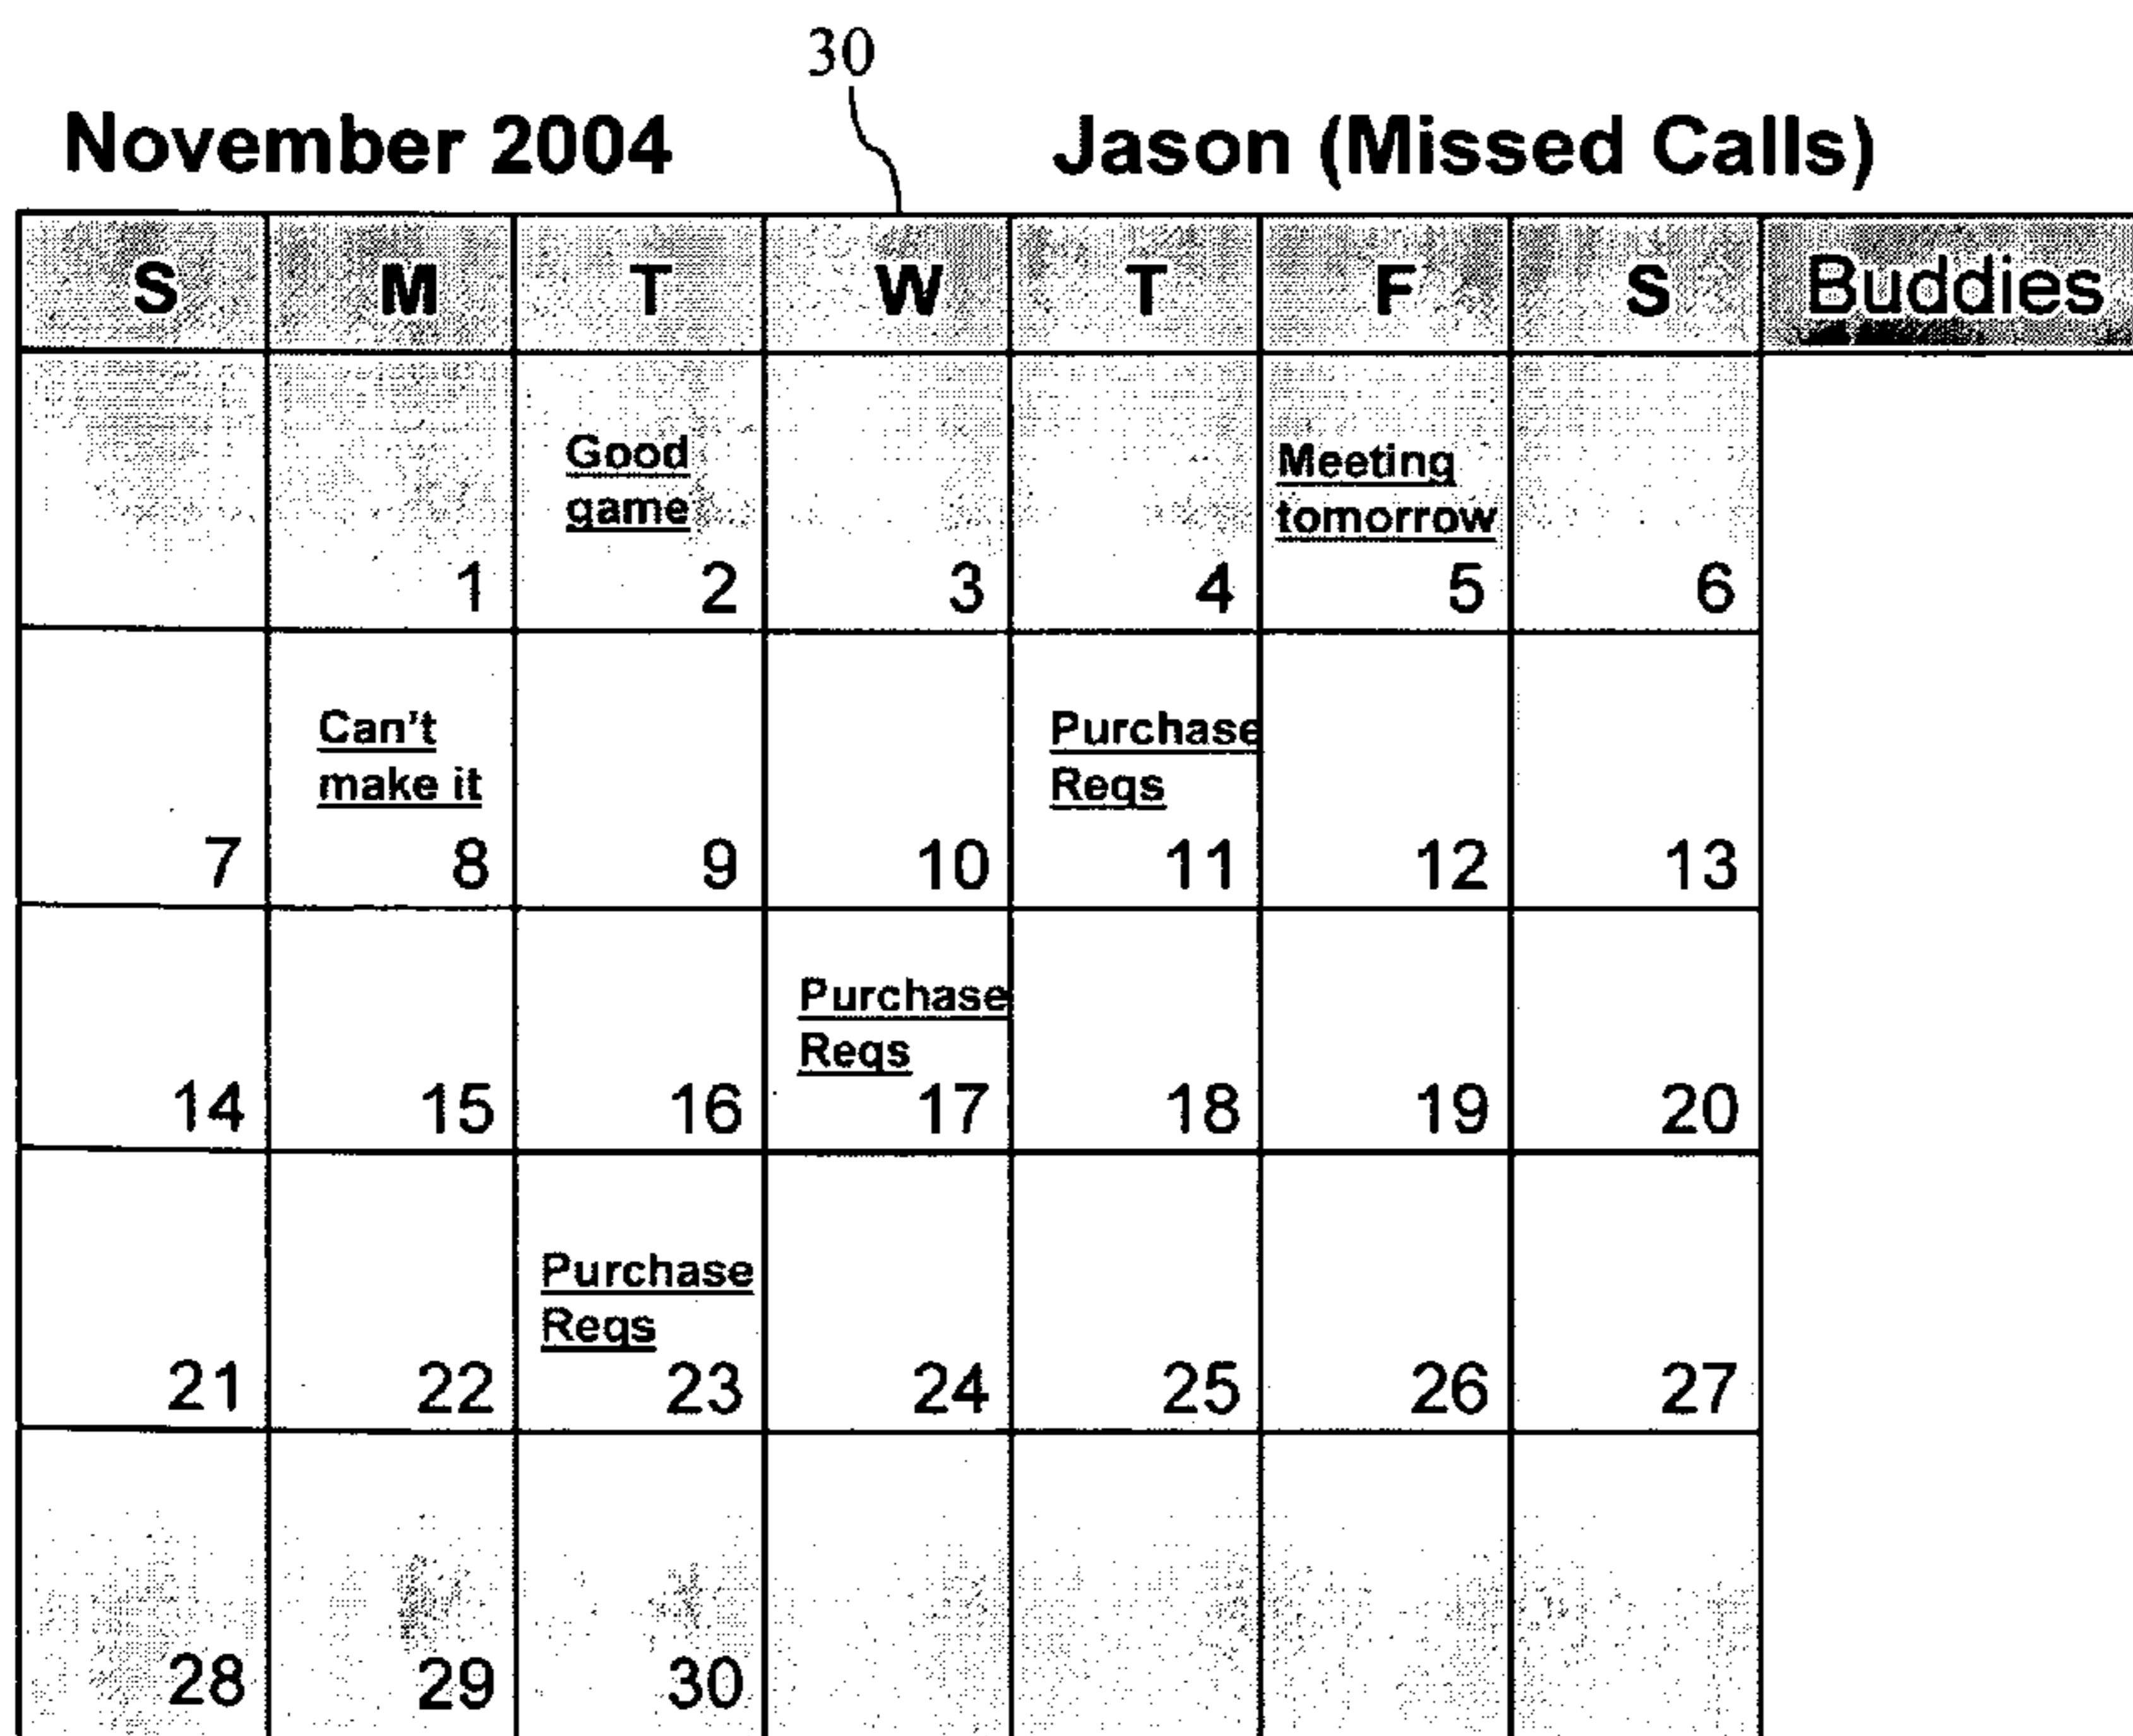 30
November 2004 Jason (Missed Calls)
S M T W T F S Buddies
Good Meeting
game tomorrow
1 2 3 4 5 6
Can't Purchase
make it Reqs
7 8 9 10 11 12 13
Purchase
Reqs
14 15 16 17 18 19 20
Purchase
Reqs
21 22 23 24 25 26 27
28 29 30